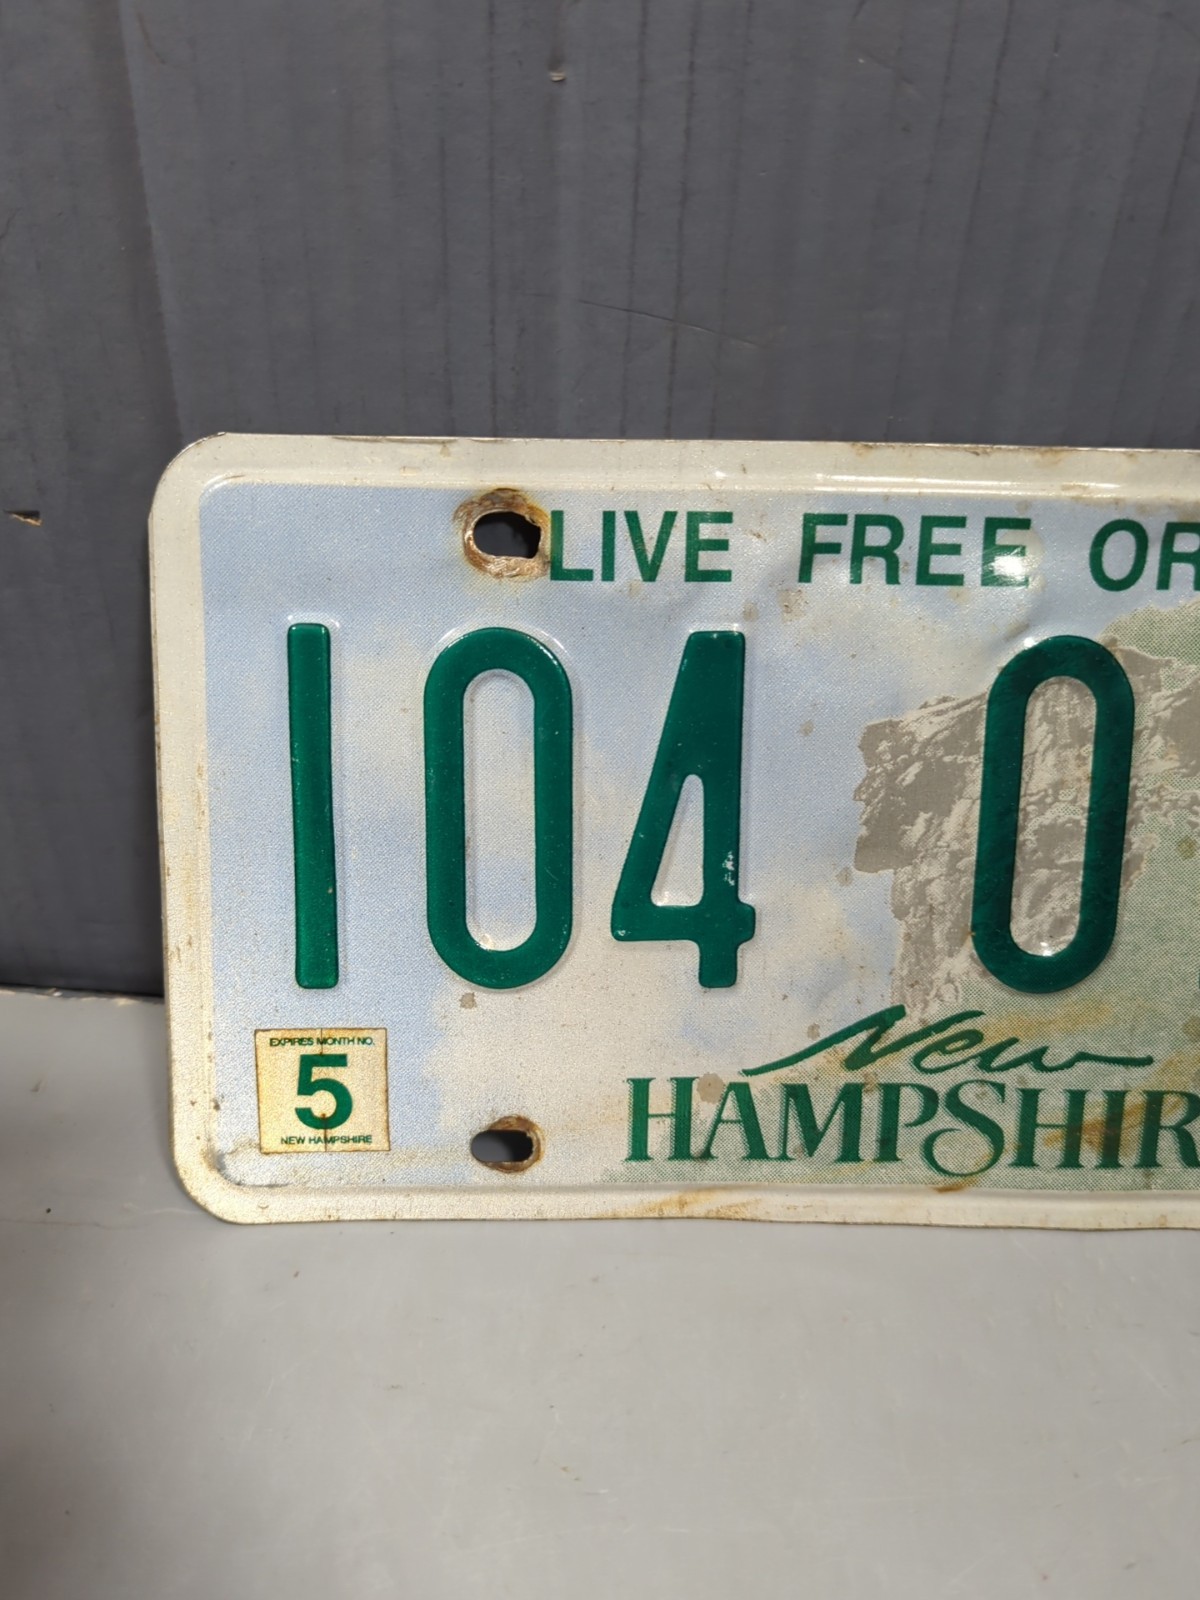 LIVE FREE OR
104 0
EXPIRES MONTH NO.
5
NEW HAMPSHIRE
New
HAMPSHIR